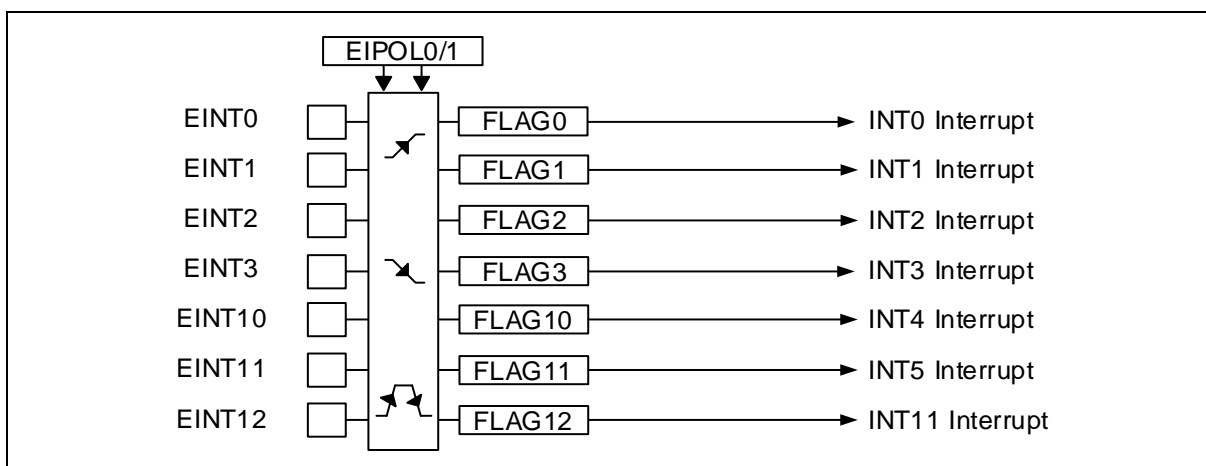 EIPOL0/1
EINT0 FLAG0 INT0 Interrupt
EINT1 FLAG1 INT1 Interrupt
EINT2 FLAG2 INT2 Interrupt
EINT3 FLAG3 INT3 Interrupt
EINT10 FLAG10 INT4 Interrupt
EINT11 FLAG11 INT5 Interrupt
EINT12 FLAG12 INT11 Interrupt